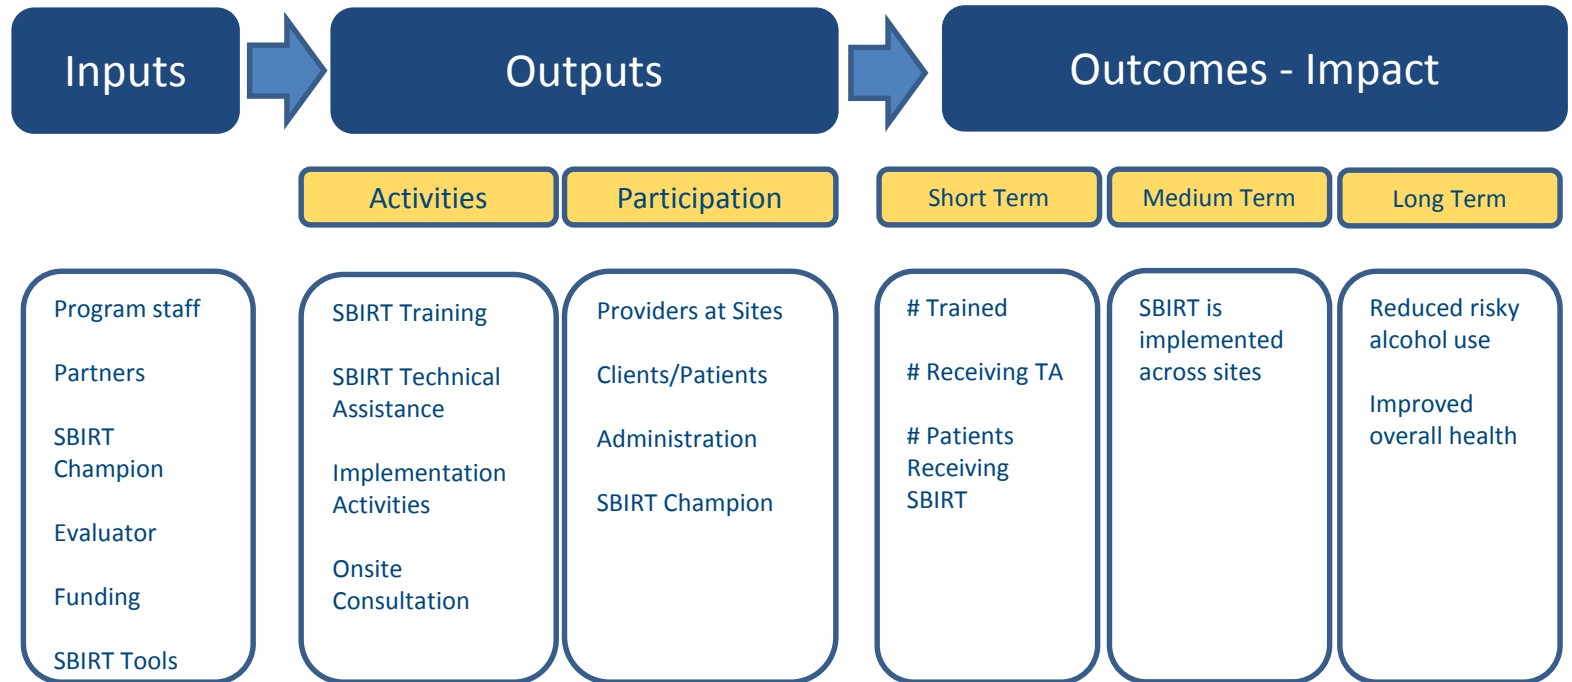 Inputs
Outputs
Outcomes - Impact
Activities
Participation
Short Term
Medium Term
Long Term
Program staff
Partners
SBIRT
Champion
Evaluator
Funding
SBIRT Tools
SBIRT Training
SBIRT Technical
Assistance
Implementation
Activities
Onsite
Consultation
Providers at Sites
Clients/Patients
Administration
SBIRT Champion
# Trained
# Receiving TA
# Patients
Receiving
SBIRT
SBIRT is
implemented
across sites
Reduced risky
alcohol use
Improved
overall health